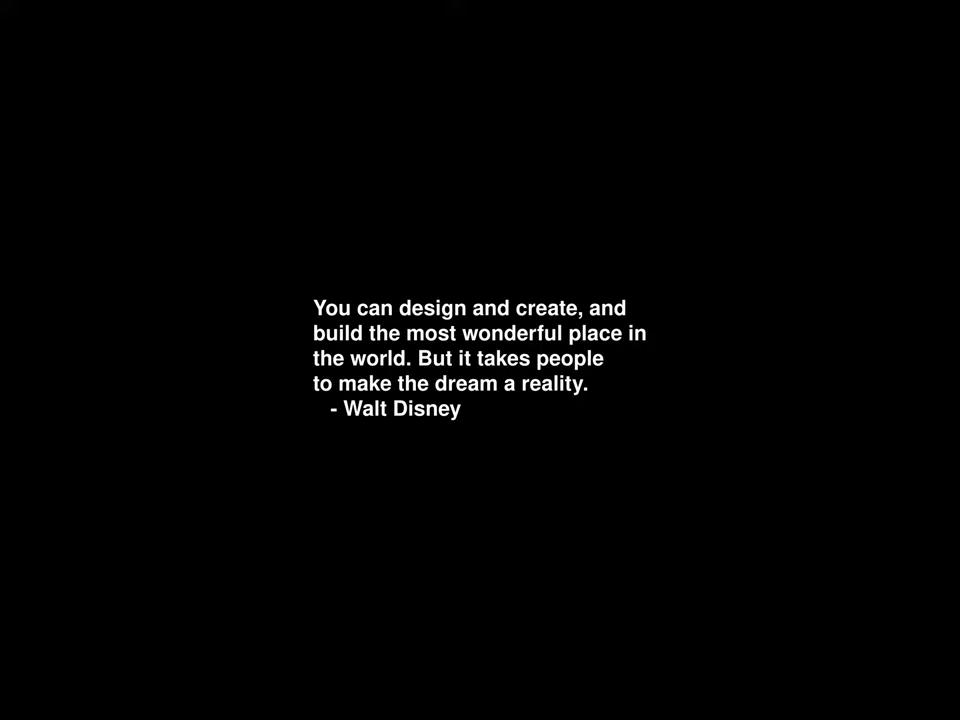 You can design and create, and
build the most wonderful place in
the world. But it takes people
to make the dream a reality.
- Walt Disney